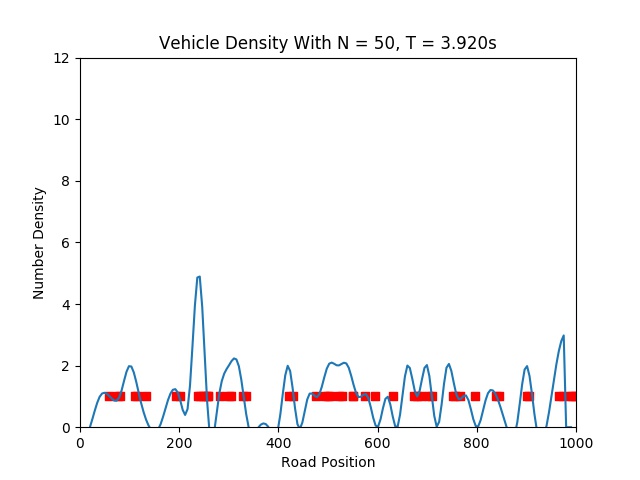 Vehicle Density With N = 50, T = 3.920s
12
10
8
6
4
2
0
Number Density
0 200 400 600 800 1000
Road Position